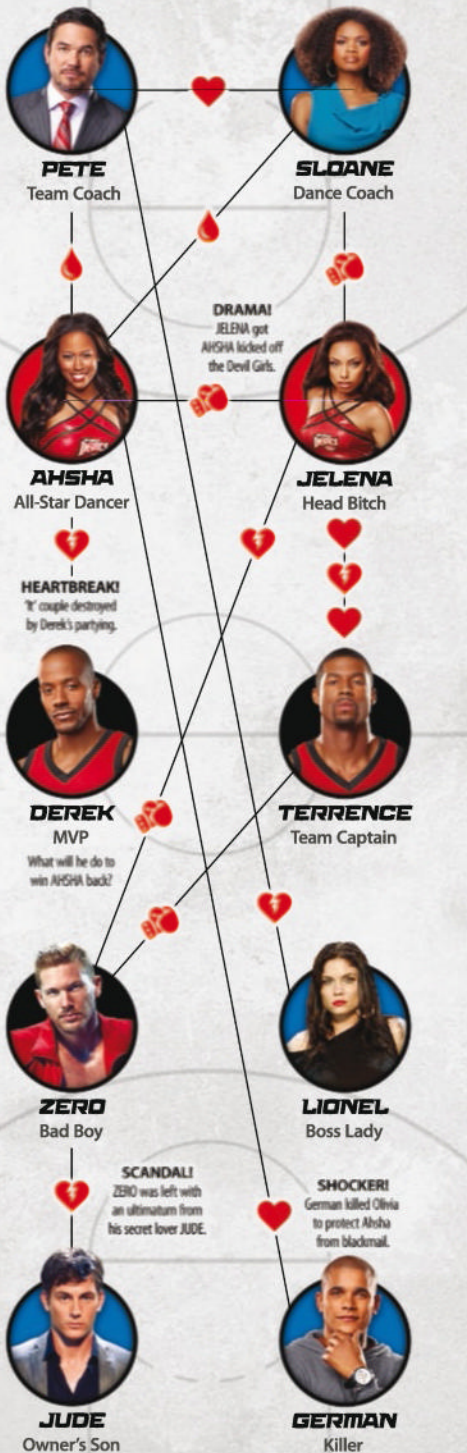 PETE
Team Coach
SLOANE
Dance Coach
DRAMA!
JELENA got
AHSHA kicked off
the Devil Girls.
AHSHA
All-Star Dancer
JELENA
Head Bitch
HEARTBREAK!
'It' couple destroyed
by Derek's partying.
DEREK
MVP
What will he do to
win AHSHA back?
TERRENCE
Team Captain
ZERO
Bad Boy
LIONEL
Boss Lady
SCANDAL!
ZERO was left with
an ultimatum from
his secret lover JUDE.
SHOCKER!
German killed Olivia
to protect Ahsha
from blackmail.
JUDE
Owner's Son
GERMAN
Killer